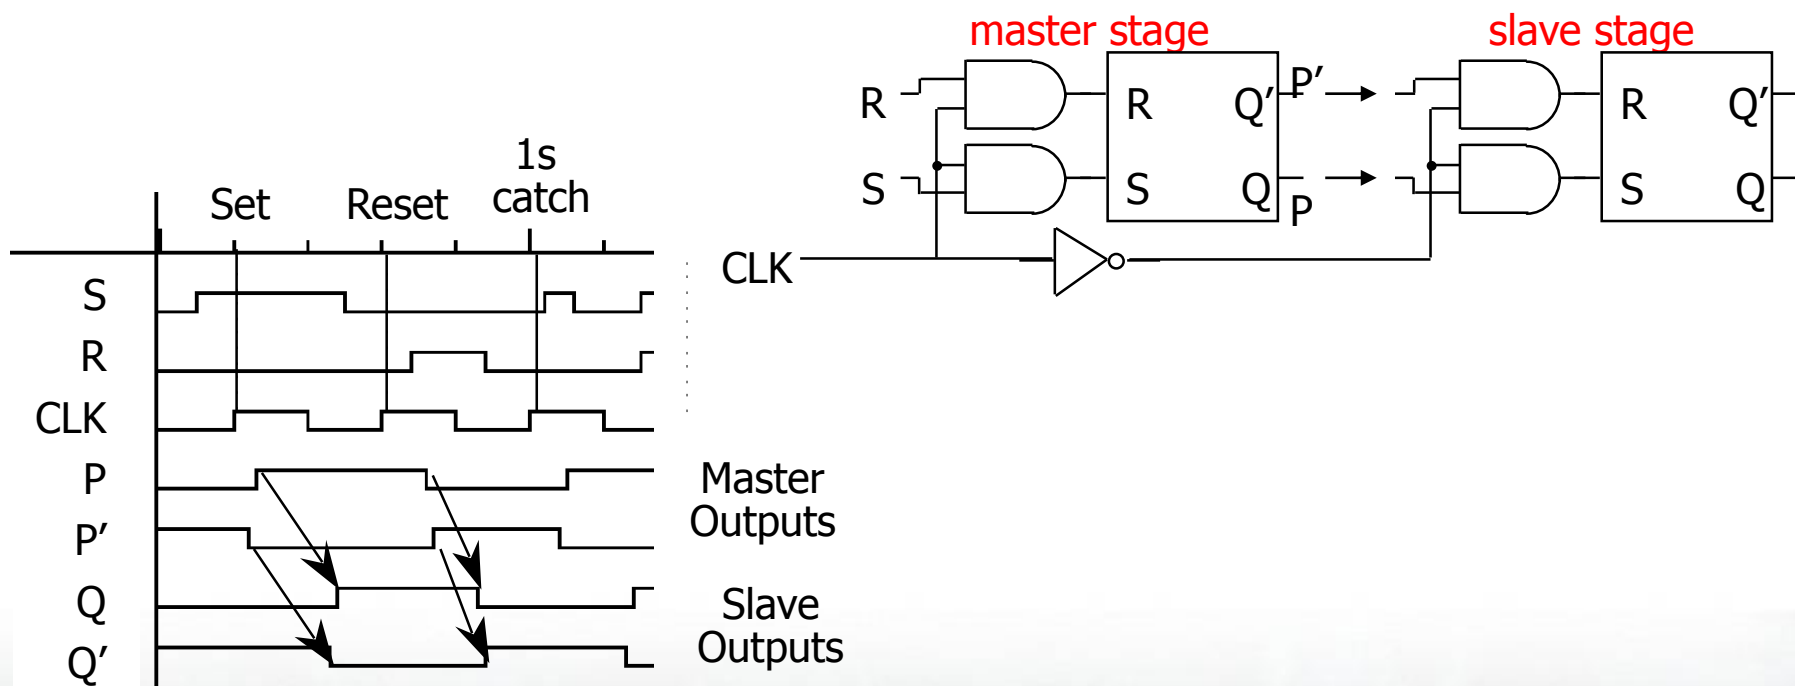 master stage
slave stage
R
S
CLK
R
Q’
S
Q
P’
P
R
Q’
S
Q
Set
Reset
1s
catch
S
R
CLK
P
P’
Q
Q’
Master
Outputs
Slave
Outputs